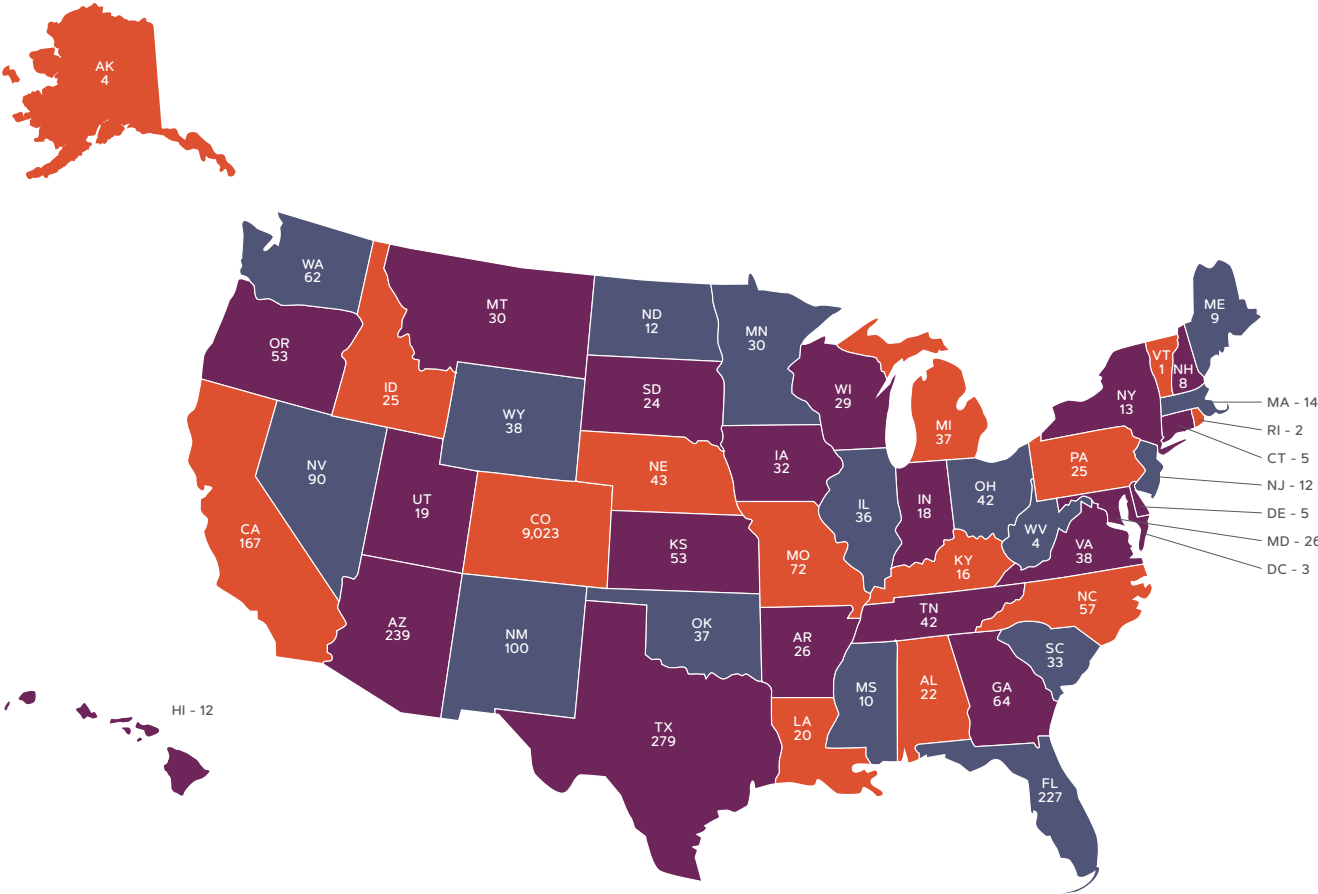 AK
4
WA
62
OR
53
ID
25
MT
30
ND
12
MN
30
SD
24
WY
38
WI
29
MI
37
ME
9
VT
1
NH
8
NY
13
MA - 14
RI - 2
CT - 5
NJ - 12
DE - 5
MD - 26
DC - 3
CA
167
NV
90
UT
19
CO
9,023
NE
43
IA
32
KS
53
MO
72
IL
36
IN
18
OH
42
PA
25
WV
4
VA
38
KY
16
NC
57
TN
42
SC
33
AZ
239
NM
100
OK
37
AR
26
MS
10
AL
22
GA
64
LA
20
TX
279
FL
227
HI - 12